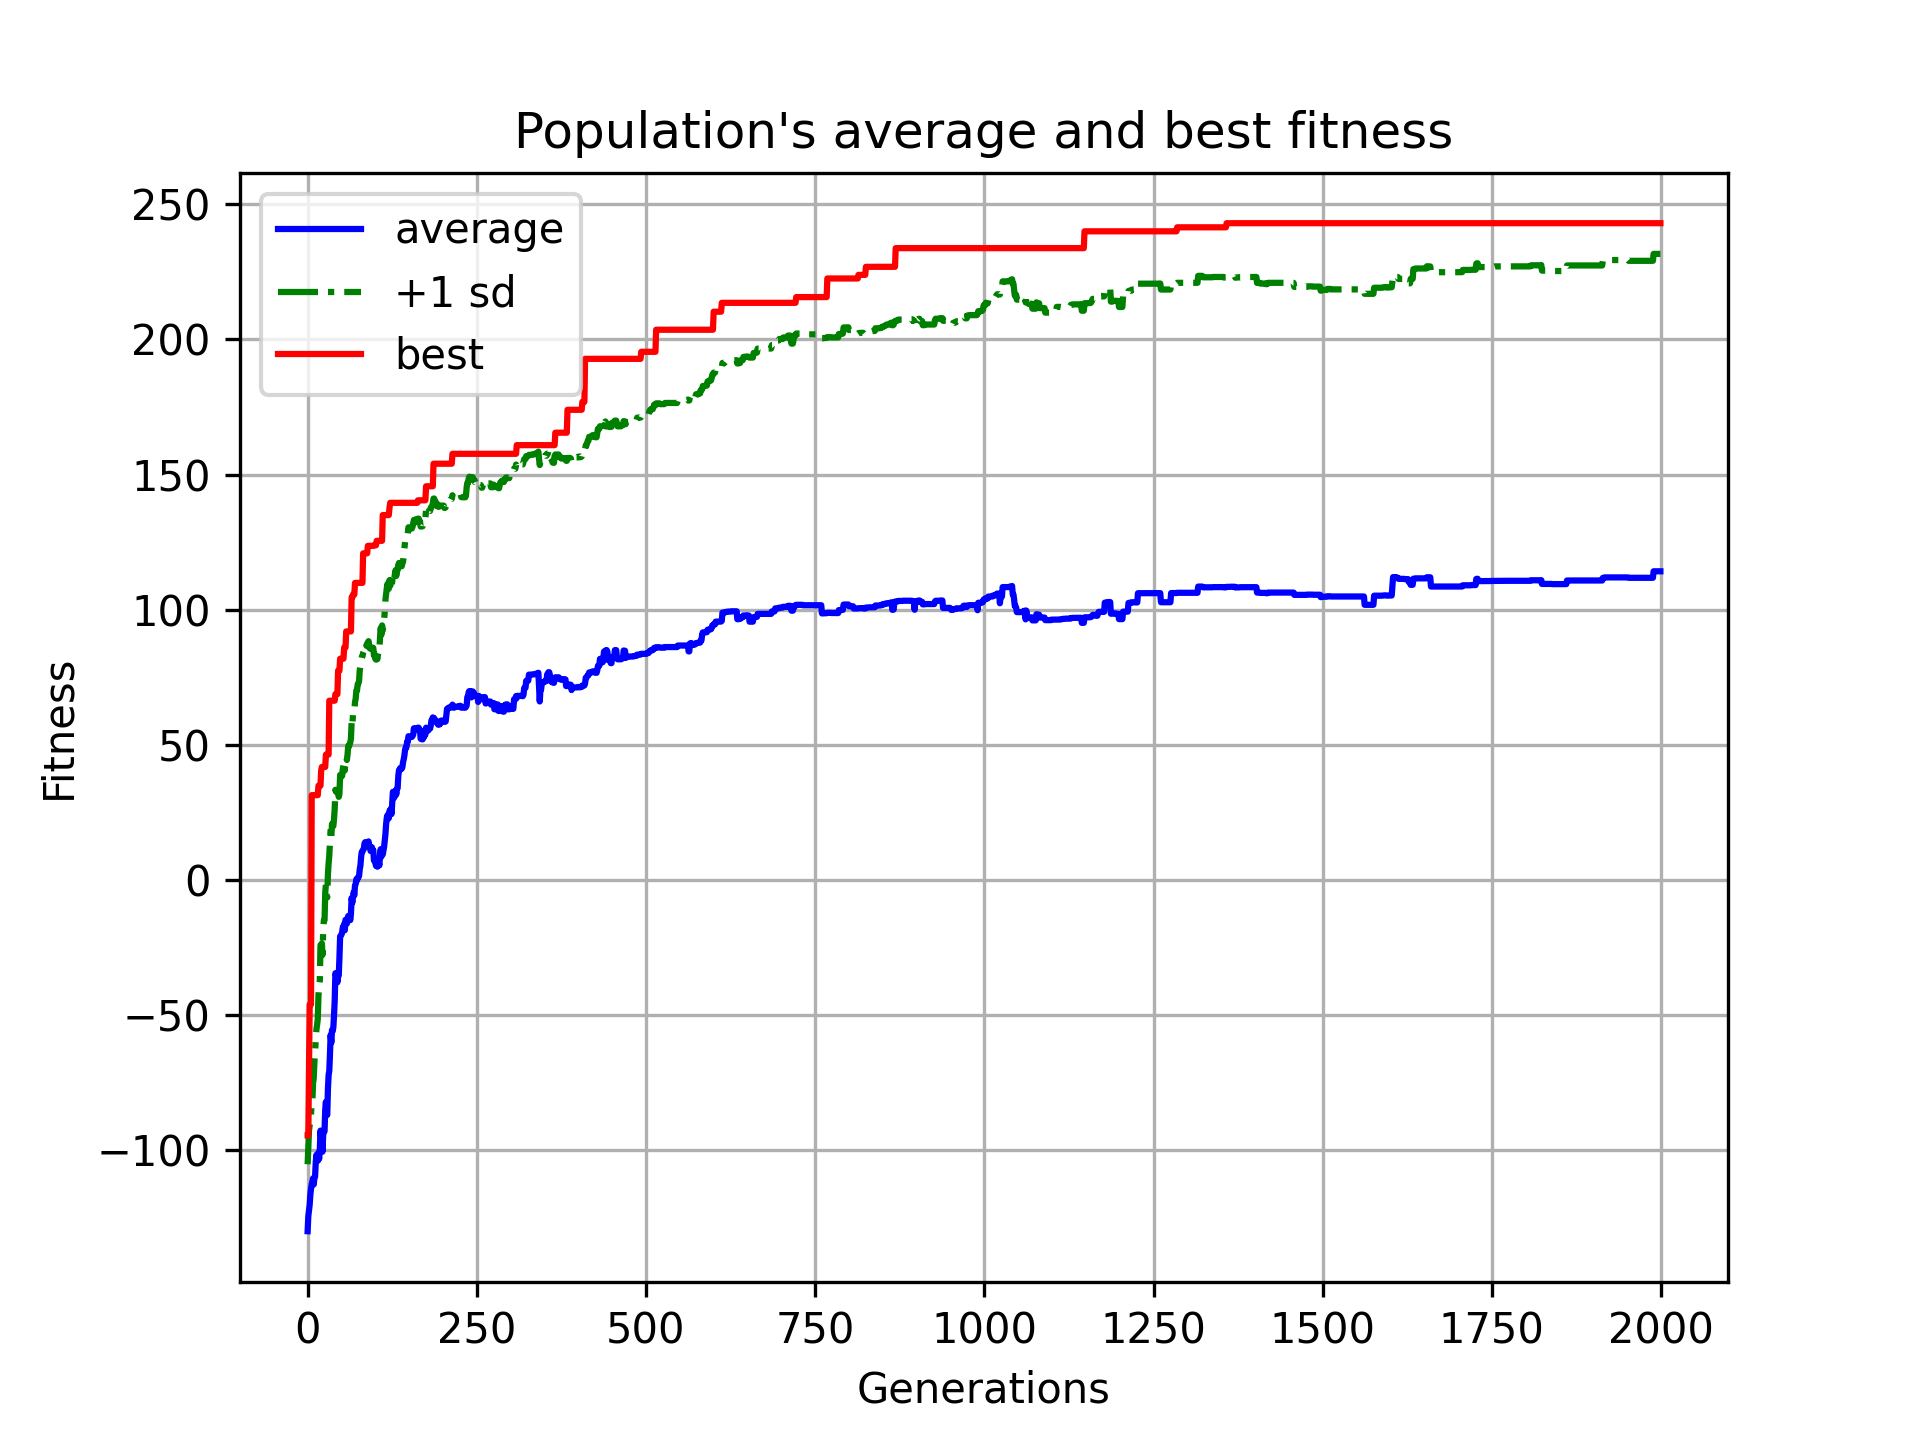 Population's average and best fitness
average
+1 sd
best
Fitness
250
200
150
100
50
0
−50
−100
0 250 500 750 1000 1250 1500 1750 2000
Generations